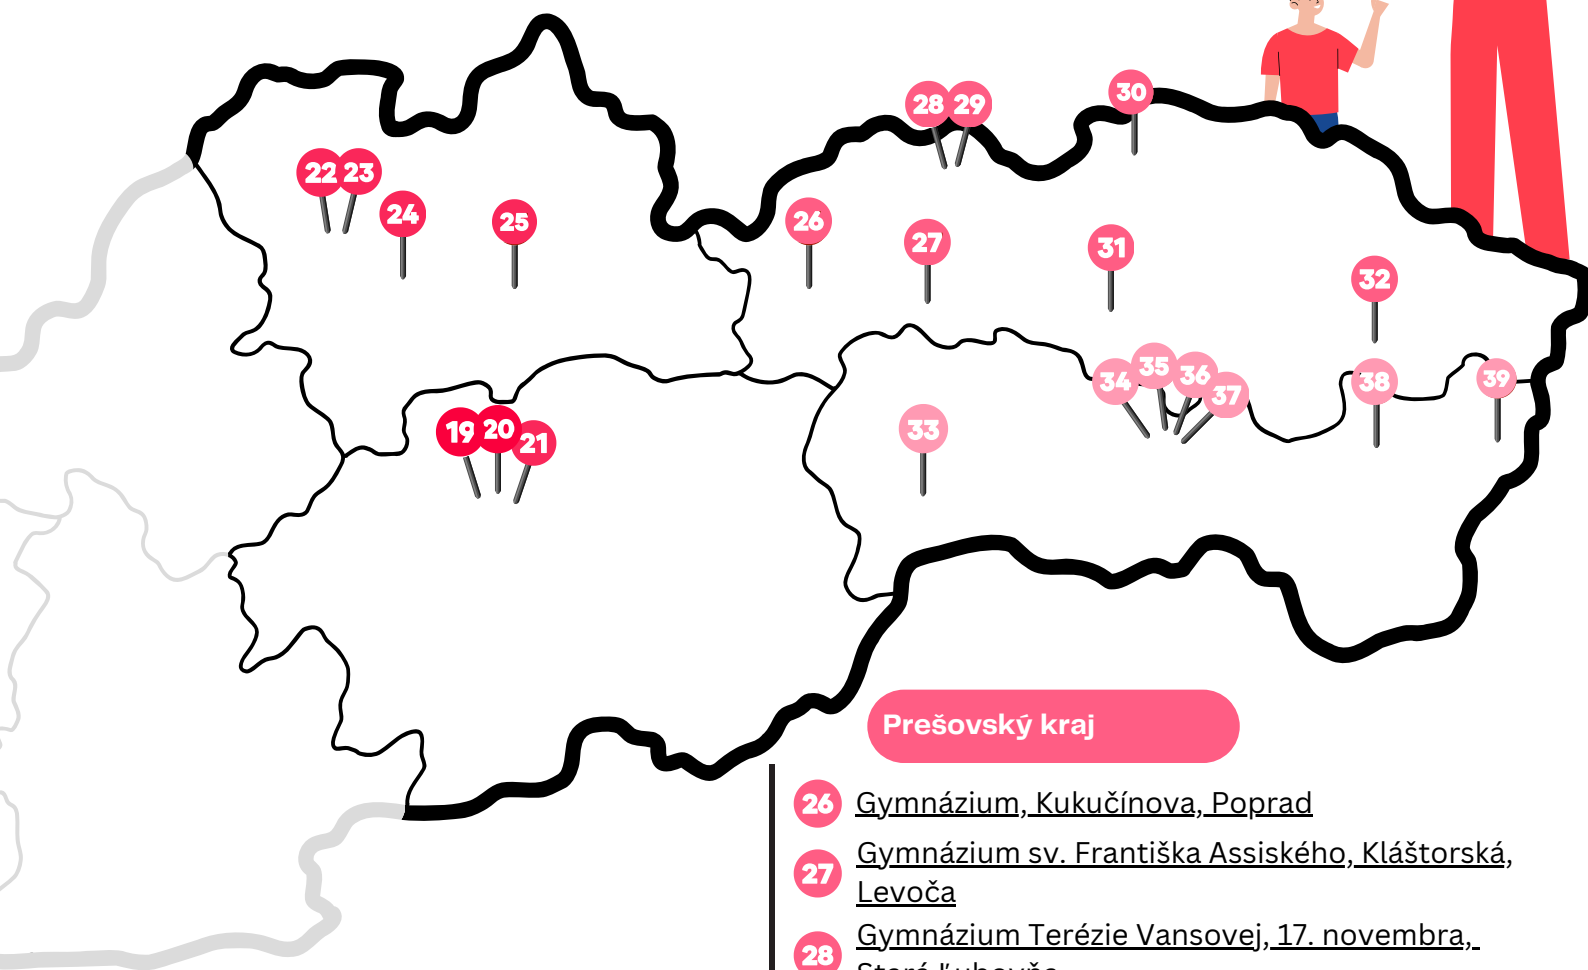 28 29
30
22 23
24
25
26
27
31
32
34 35 36 37
38
39
33
19 20 21
Prešovský kraj
26 Gymnázium, Kukučínova, Poprad
27 Gymnázium sv. Františka Assiského, Kláštorská,
Levoča
28 Gymnázium Terézie Vansovej, 17. novembra,